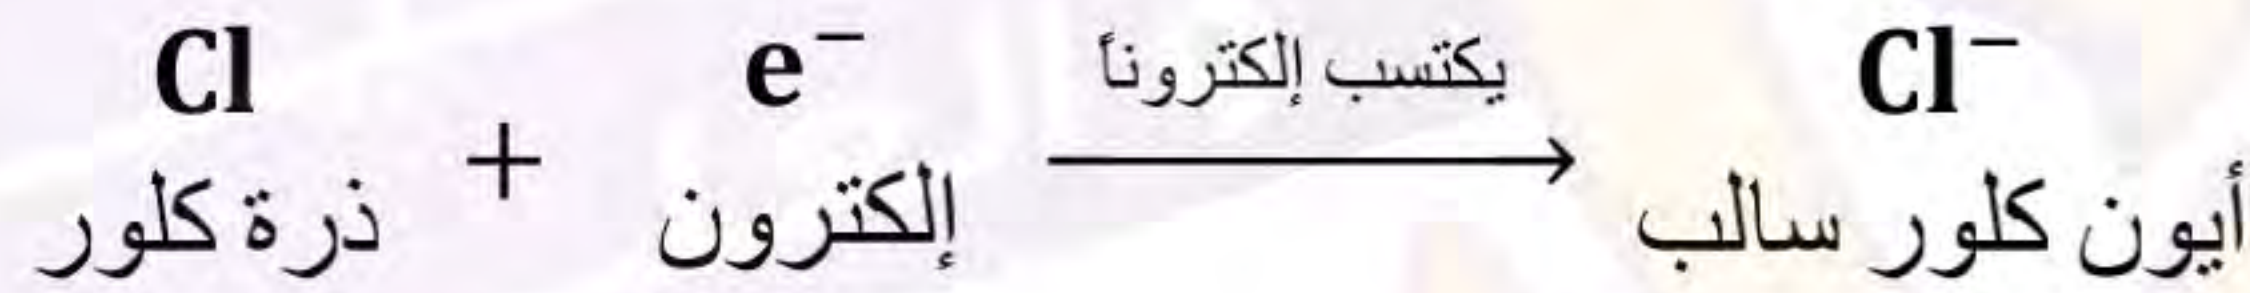 Cl + e⁻ يكتسب إلكتروناً → Cl⁻
ذرة كلور إلكترون أيون كلور سالب